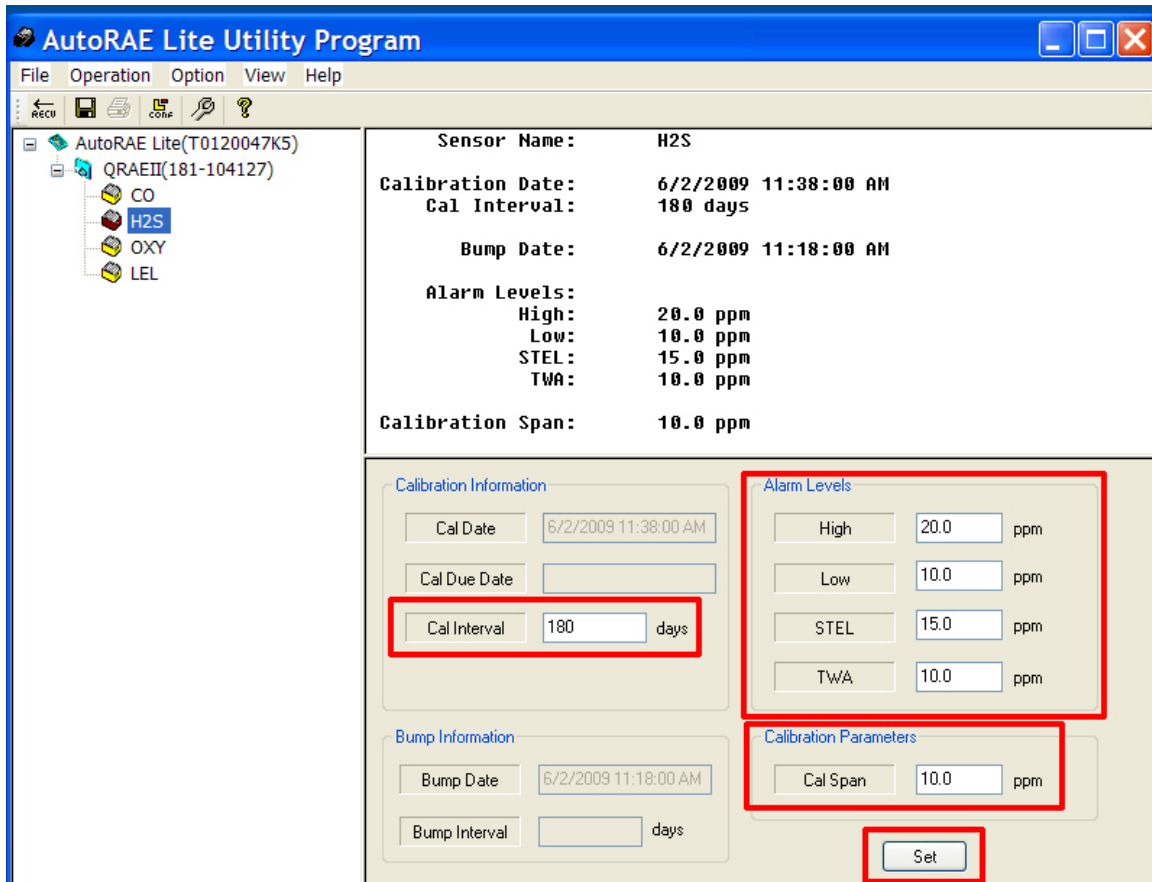 AutoRAE Lite Utility Program
File Operation Option View Help
RECV CONF ?
AutoRAE Lite(T0120047K5)
QRAEII(181-104127)
CO
H2S
OXY
LEL
Sensor Name: H2S
Calibration Date: 6/2/2009 11:38:00 AM
Cal Interval: 180 days
Bump Date: 6/2/2009 11:18:00 AM
Alarm Levels:
High: 20.0 ppm
Low: 10.0 ppm
STEL: 15.0 ppm
TWA: 10.0 ppm
Calibration Span: 10.0 ppm
Calibration Information
Cal Date 6/2/2009 11:38:00 AM
Cal Due Date
Cal Interval 180 days
Alarm Levels
High 20.0 ppm
Low 10.0 ppm
STEL 15.0 ppm
TWA 10.0 ppm
Bump Information
Bump Date 6/2/2009 11:18:00 AM
Bump Interval days
Calibration Parameters
Cal Span 10.0 ppm
Set